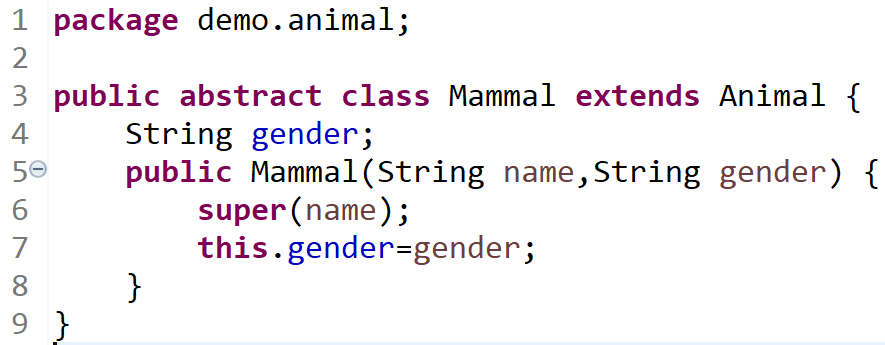 1 package demo.animal;
2
3 public abstract class Mammal extends Animal {
4     String gender;
5     public Mammal(String name,String gender) {
6         super(name);
7         this.gender=gender;
8     }
9 }